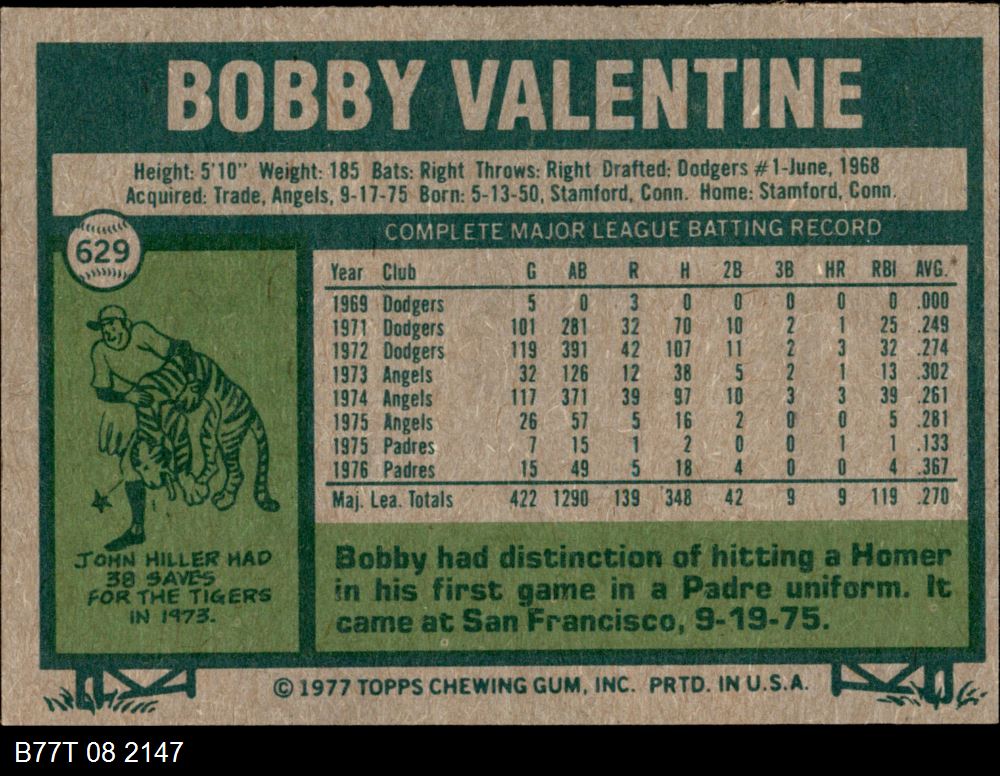 BOBBY VALENTINE
Height: 5'10" Weight: 185 Bats: Right Throws: Right Drafted: Dodgers #1-June, 1968
Acquired: Trade, Angels, 9-17-75 Born: 5-13-50, Stamford, Conn. Home: Stamford, Conn.
629
COMPLETE MAJOR LEAGUE BATTING RECORD
Year Club G AB R H 2B 3B HR RBI AVG.
1969 Dodgers 5 0 3 0 0 0 0 0 .000
1971 Dodgers 101 281 32 70 10 2 1 25 .249
1972 Dodgers 119 391 42 107 11 2 3 32 .274
1973 Angels 32 126 12 38 5 2 1 13 .302
1974 Angels 117 371 39 97 10 3 3 39 .261
1975 Angels 26 57 5 16 2 0 0 5 .281
1975 Padres 7 15 1 2 0 0 1 1 .133
1976 Padres 15 49 5 18 4 0 0 4 .367
Maj. Lea. Totals 422 1290 139 348 42 9 9 119 .270
JOHN HILLER HAD
38 SAVES
FOR THE TIGERS
IN 1973.
Bobby had distinction of hitting a Homer
in his first game in a Padre uniform. It
came at San Francisco, 9-19-75.
© 1977 TOPPS CHEWING GUM, INC. PRTD. IN U.S.A.
B77T 08 2147